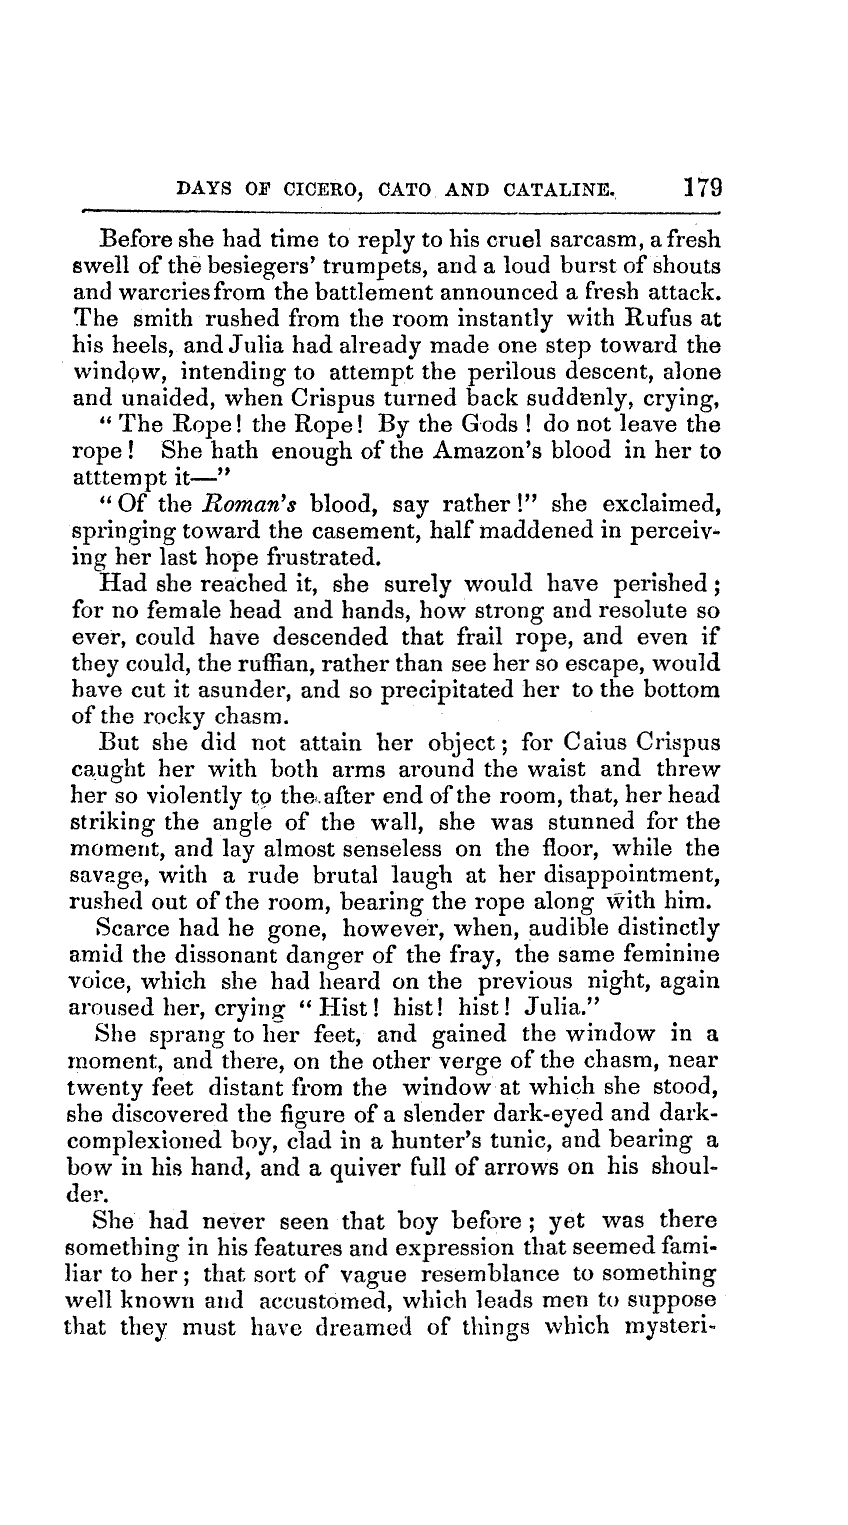 DAYS OF CICERO, CATO AND CATALINE. 179
Before she had time to reply to his cruel sarcasm, a fresh
swell of the besiegers' trumpets, and a loud burst of shouts
and warcries from the battlement announced a fresh attack.
The smith rushed from the room instantly with Rufus at
his heels, and Julia had already made one step toward the
window, intending to attempt the perilous descent, alone
and unaided, when Crispus turned back suddenly, crying,
“The Rope! the Rope! By the Gods! do not leave the
rope! She hath enough of the Amazon's blood in her to
atttempt it—”
“Of the Roman's blood, say rather!” she exclaimed,
springing toward the casement, half maddened in perceiv-
ing her last hope frustrated.
Had she reached it, she surely would have perished;
for no female head and hands, how strong and resolute so
ever, could have descended that frail rope, and even if
they could, the ruffian, rather than see her so escape, would
have cut it asunder, and so precipitated her to the bottom
of the rocky chasm.
But she did not attain her object; for Caius Crispus
caught her with both arms around the waist and threw
her so violently to the after end of the room, that, her head
striking the angle of the wall, she was stunned for the
moment, and lay almost senseless on the floor, while the
savage, with a rude brutal laugh at her disappointment,
rushed out of the room, bearing the rope along with him.
Scarce had he gone, however, when, audible distinctly
amid the dissonant danger of the fray, the same feminine
voice, which she had heard on the previous night, again
aroused her, crying “Hist! hist! hist! Julia.”
She sprang to her feet, and gained the window in a
moment, and there, on the other verge of the chasm, near
twenty feet distant from the window at which she stood,
she discovered the figure of a slender dark-eyed and dark-
complexioned boy, clad in a hunter's tunic, and bearing a
bow in his hand, and a quiver full of arrows on his shoul-
der.
She had never seen that boy before; yet was there
something in his features and expression that seemed fami-
liar to her; that sort of vague resemblance to something
well known and accustomed, which leads men to suppose
that they must have dreamed of things which mysteri-